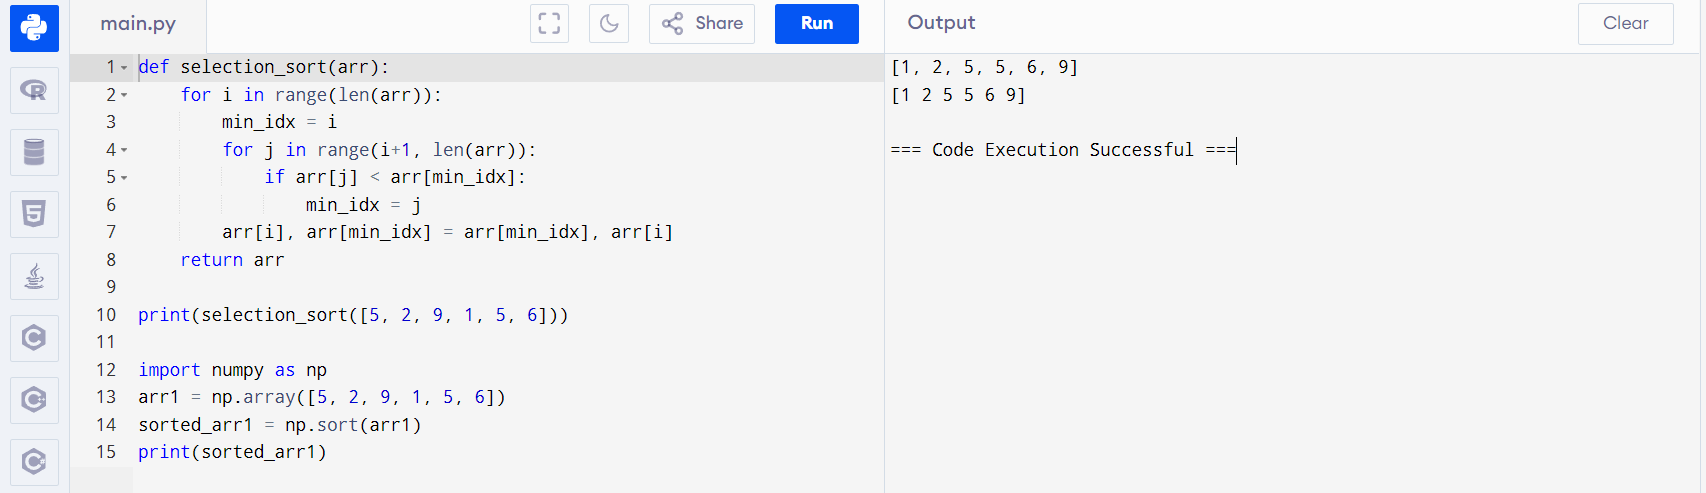 main.py
Share
Run
Output
Clear
1 def selection_sort(arr):
2     for i in range(len(arr)):
3         min_idx = i
4         for j in range(i+1, len(arr)):
5             if arr[j] < arr[min_idx]:
6                 min_idx = j
7         arr[i], arr[min_idx] = arr[min_idx], arr[i]
8     return arr
9
10 print(selection_sort([5, 2, 9, 1, 5, 6]))
11
12 import numpy as np
13 arr1 = np.array([5, 2, 9, 1, 5, 6])
14 sorted_arr1 = np.sort(arr1)
15 print(sorted_arr1)
[1, 2, 5, 5, 6, 9]
[1 2 5 5 6 9]
=== Code Execution Successful ===